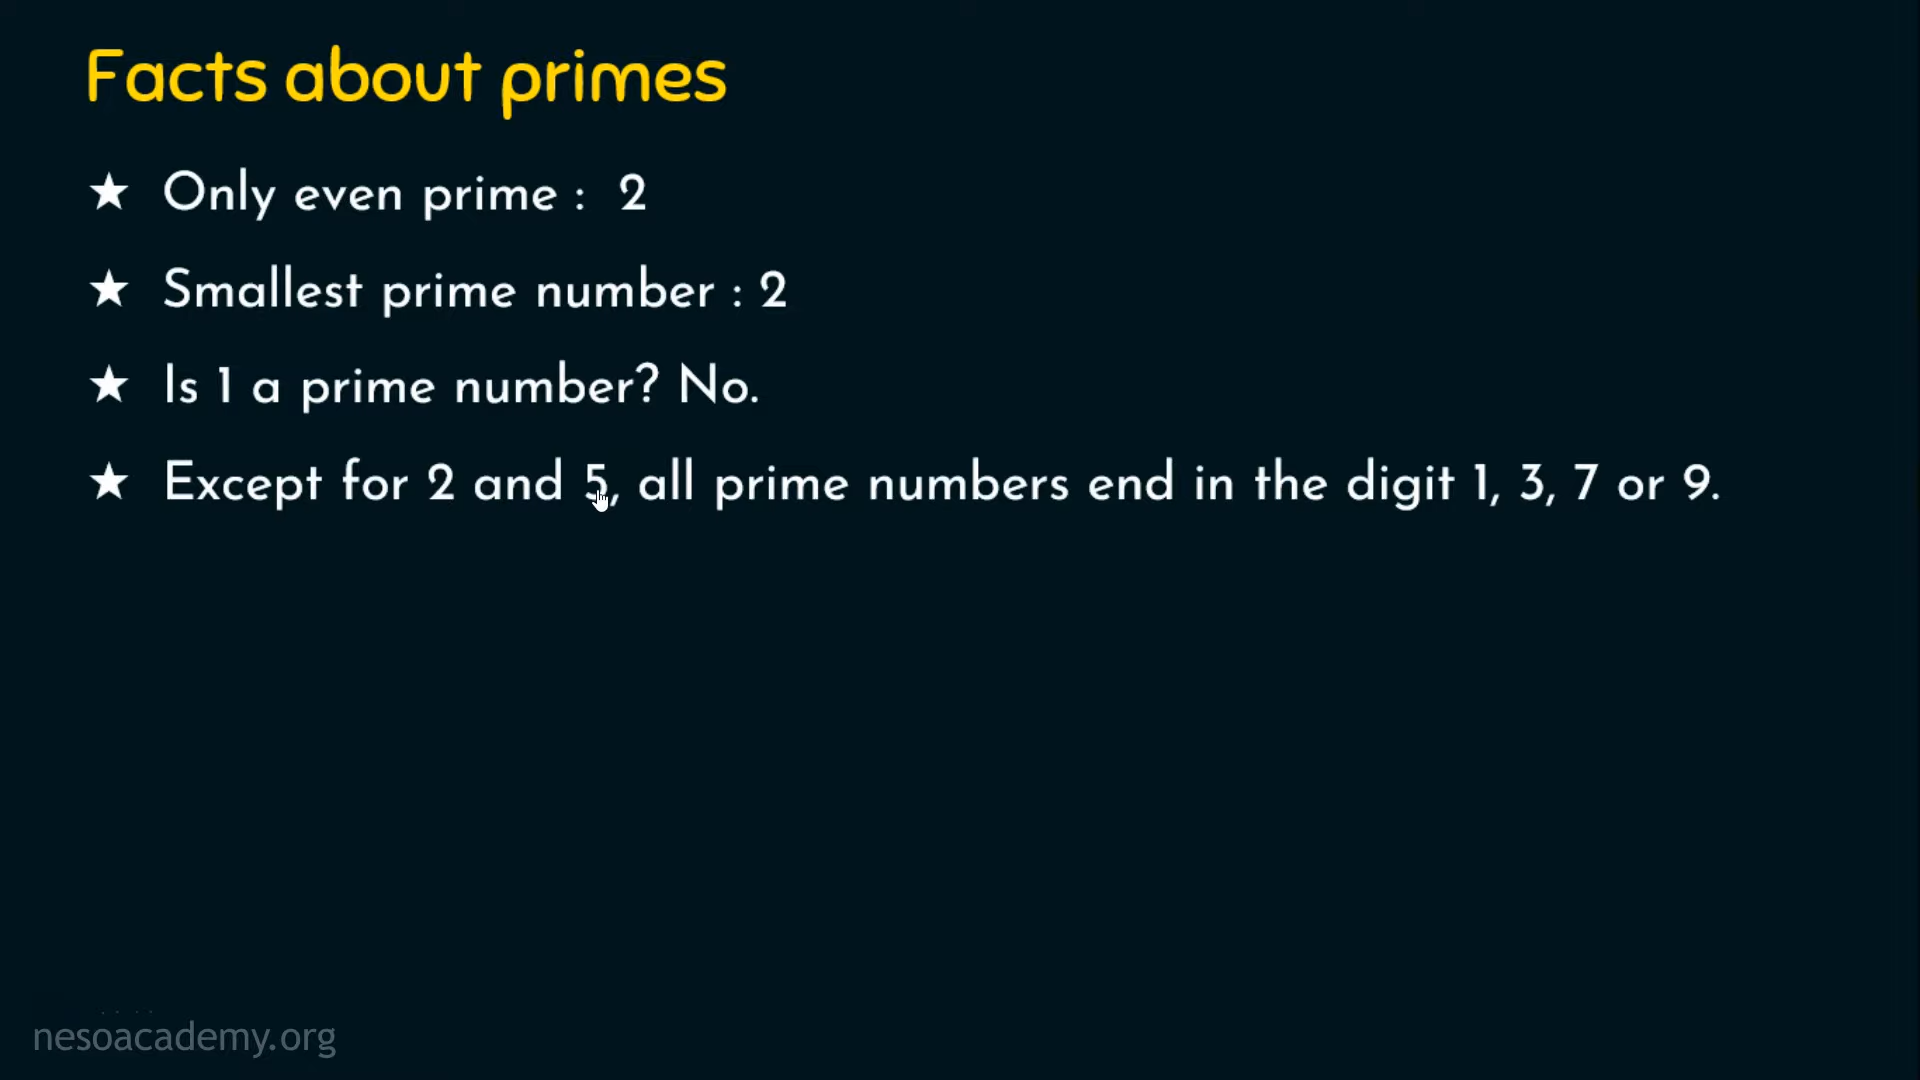 Facts about primes
★ Only even prime : 2
★ Smallest prime number : 2
★ Is 1 a prime number? No.
★ Except for 2 and 5, all prime numbers end in the digit 1, 3, 7 or 9.
nesoacademy.org